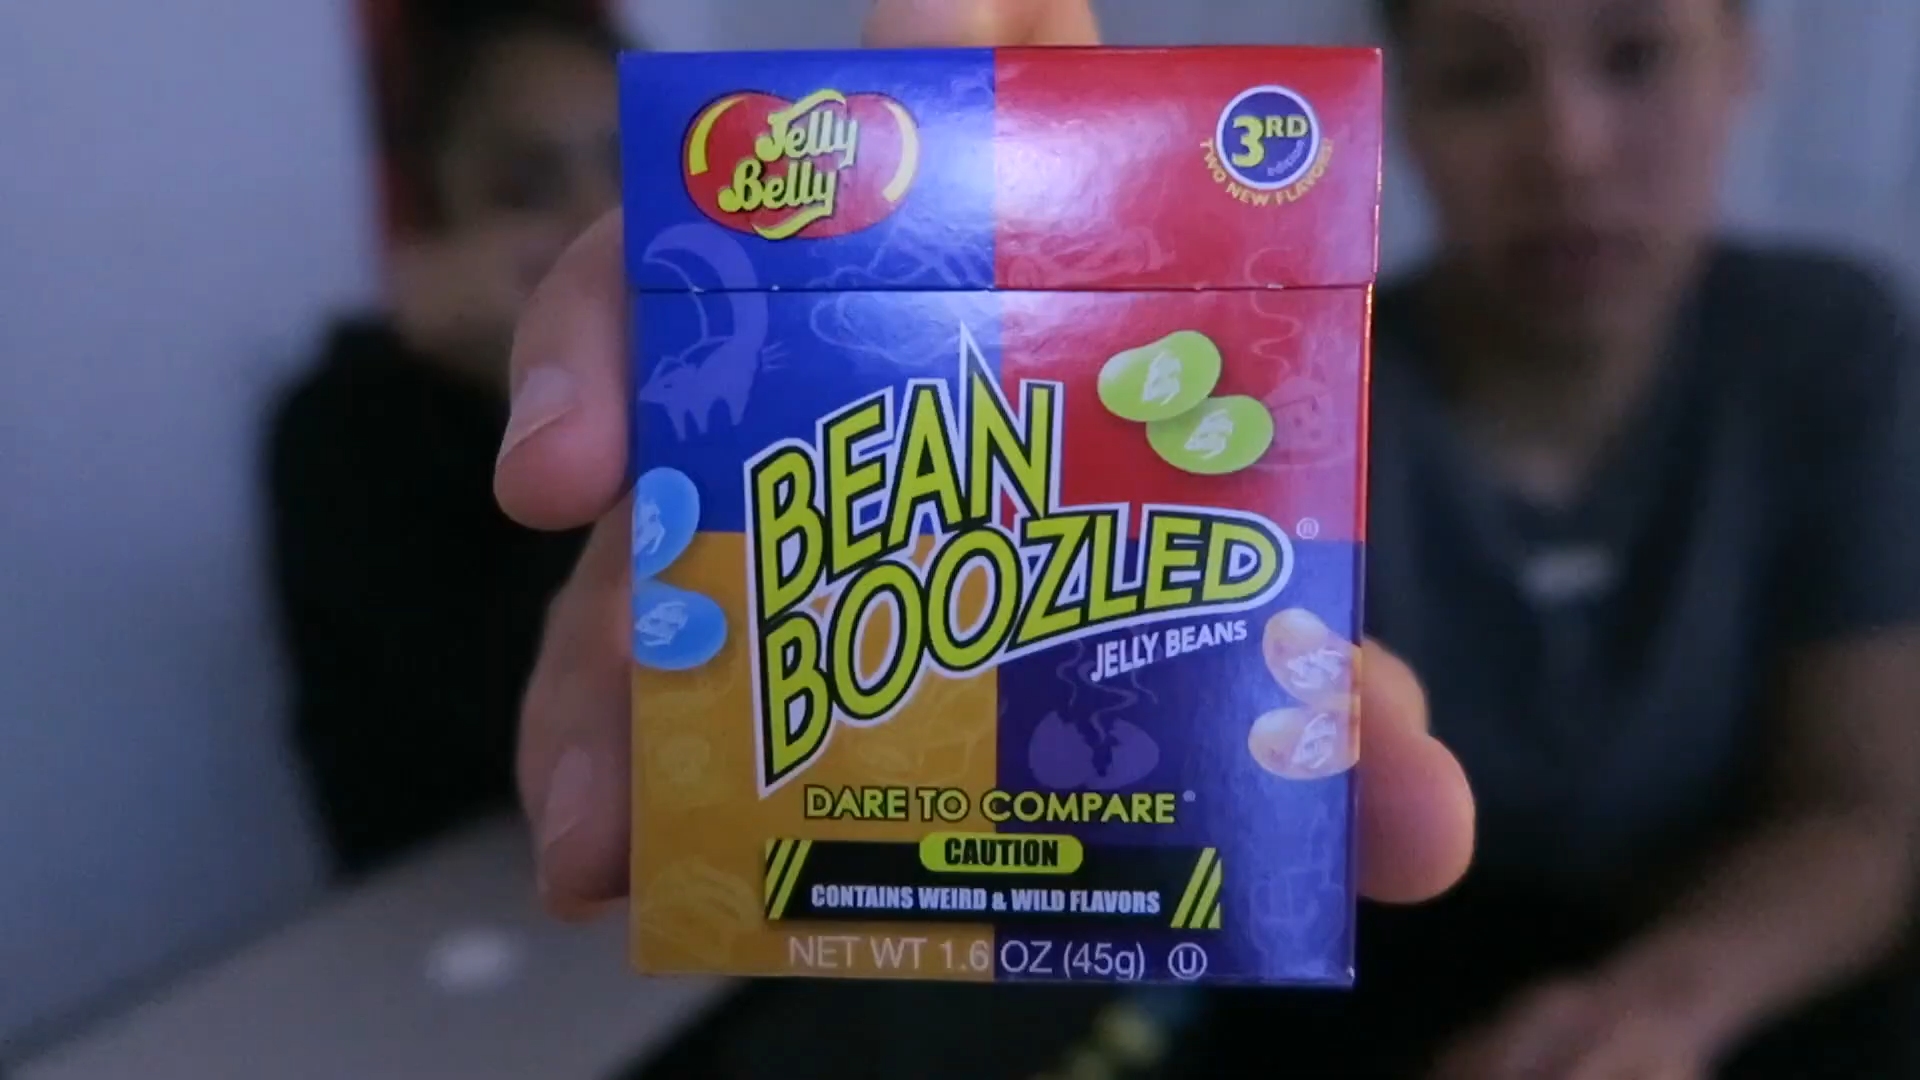 Jelly
Belly
3RD
edition
TWO NEW FLAVORS!
BEAN
BOOZLED®
JELLY BEANS
DARE TO COMPARE®
CAUTION
CONTAINS WEIRD & WILD FLAVORS
NET WT 1.6 OZ (45g) U